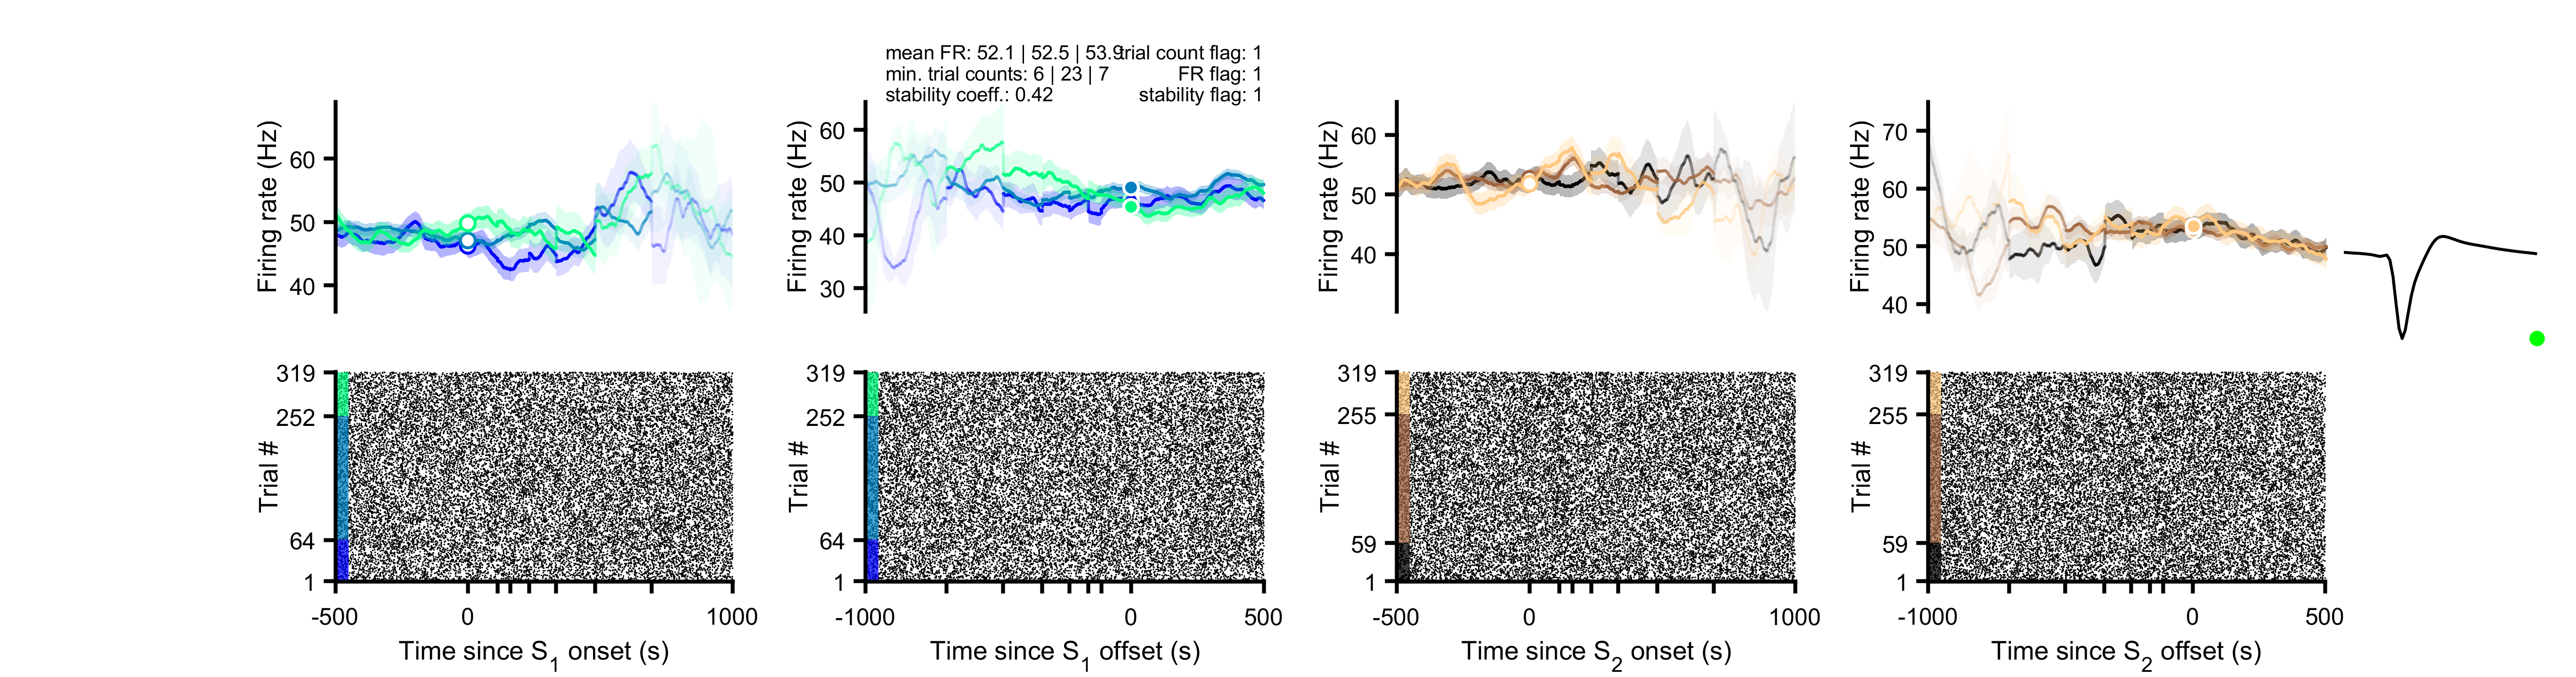 mean FR: 52.1 | 52.5 | 53.9
trial count flag: 1
min. trial counts: 6 | 23 | 7
FR flag: 1
stability coeff.: 0.42
stability flag: 1
Firing rate (Hz)
60
50
40
Firing rate (Hz)
60
50
40
30
Firing rate (Hz)
60
50
40
Firing rate (Hz)
70
60
50
40
Trial #
319
252
64
1
-500
0
1000
Time since S1 onset (s)
Trial #
319
252
64
1
-1000
0
500
Time since S1 offset (s)
Trial #
319
255
59
1
-500
0
1000
Time since S2 onset (s)
Trial #
319
255
59
1
-1000
0
500
Time since S2 offset (s)